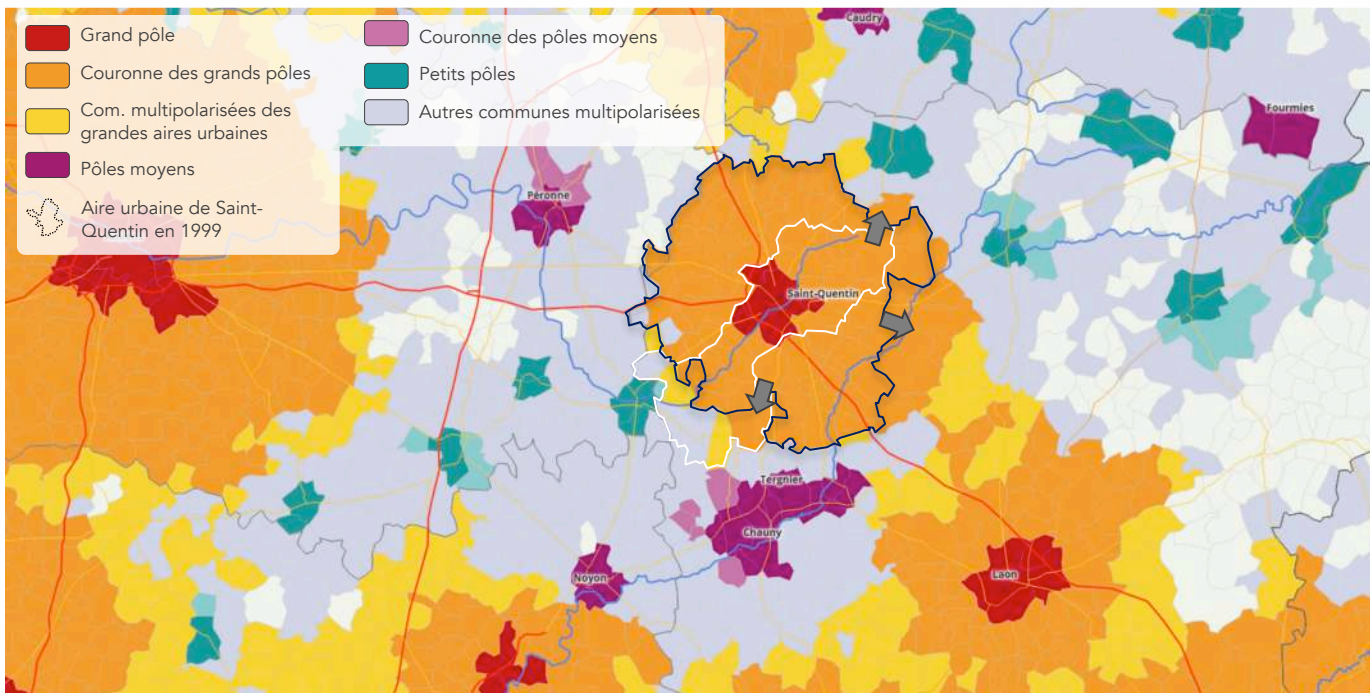 Grand pôle
Couronne des grands pôles
Com. multipolarisées des
grandes aires urbaines
Pôles moyens
Aire urbaine de Saint-
Quentin en 1999
Couronne des pôles moyens
Petits pôles
Autres communes multipolarisées
Caudry
Fourmies
Péronne
Saint-Quentin
Tergnier
Chauny
Noyon
Laon